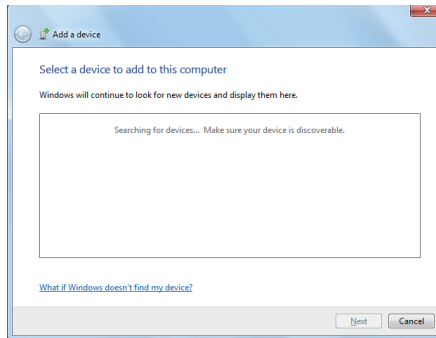 Add a device
Select a device to add to this computer
Windows will continue to look for new devices and display them here.
Searching for devices... Make sure your device is discoverable.
What if Windows doesn't find my device?
Next Cancel